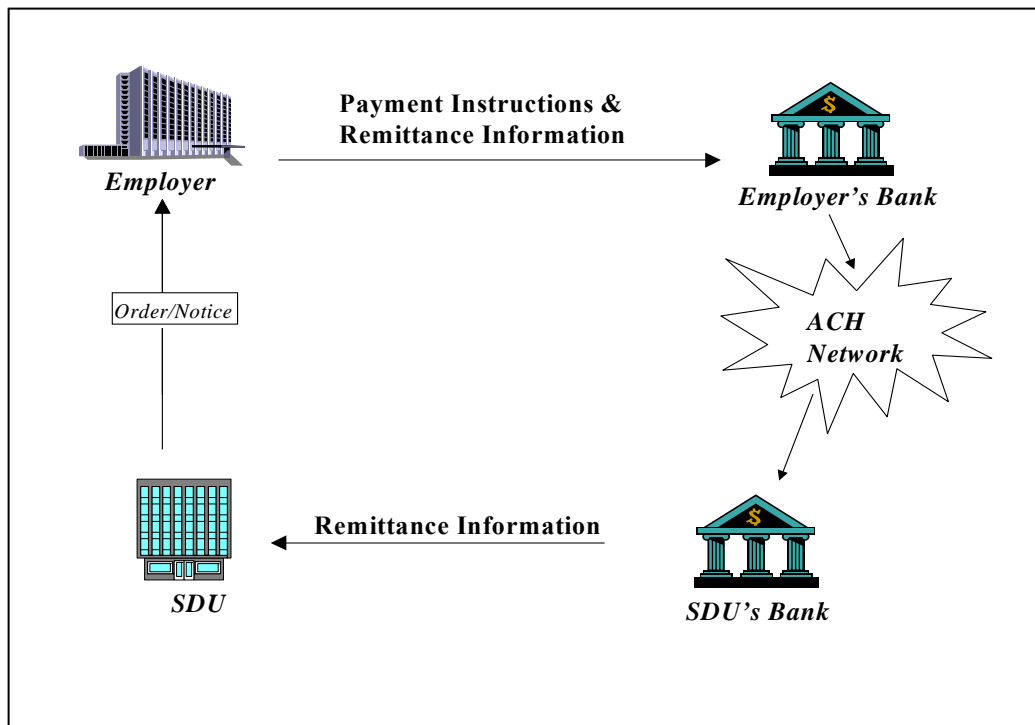 Payment Instructions &
Remittance Information
$
Employer
Employer's Bank
Order/Notice
ACH
Network
$
Remittance Information
SDU
SDU's Bank